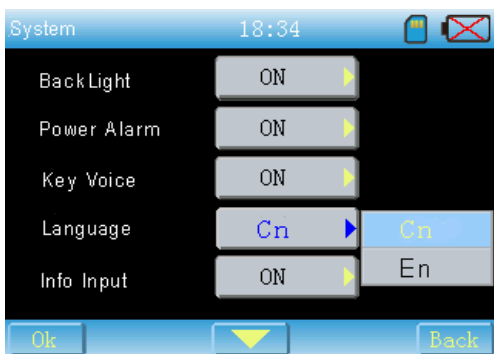 System 18:34
BackLight ON
Power Alarm ON
Key Voice ON
Language Cn Cn
En
Info Input ON
Ok Back